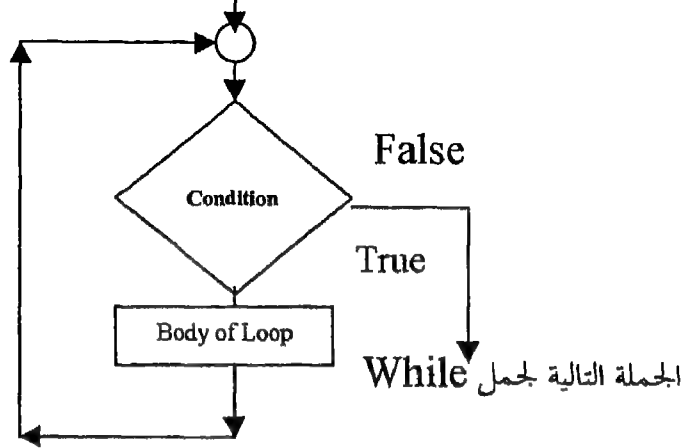 False
Condition
True
Body of Loop
الجملة التالية لجمل While